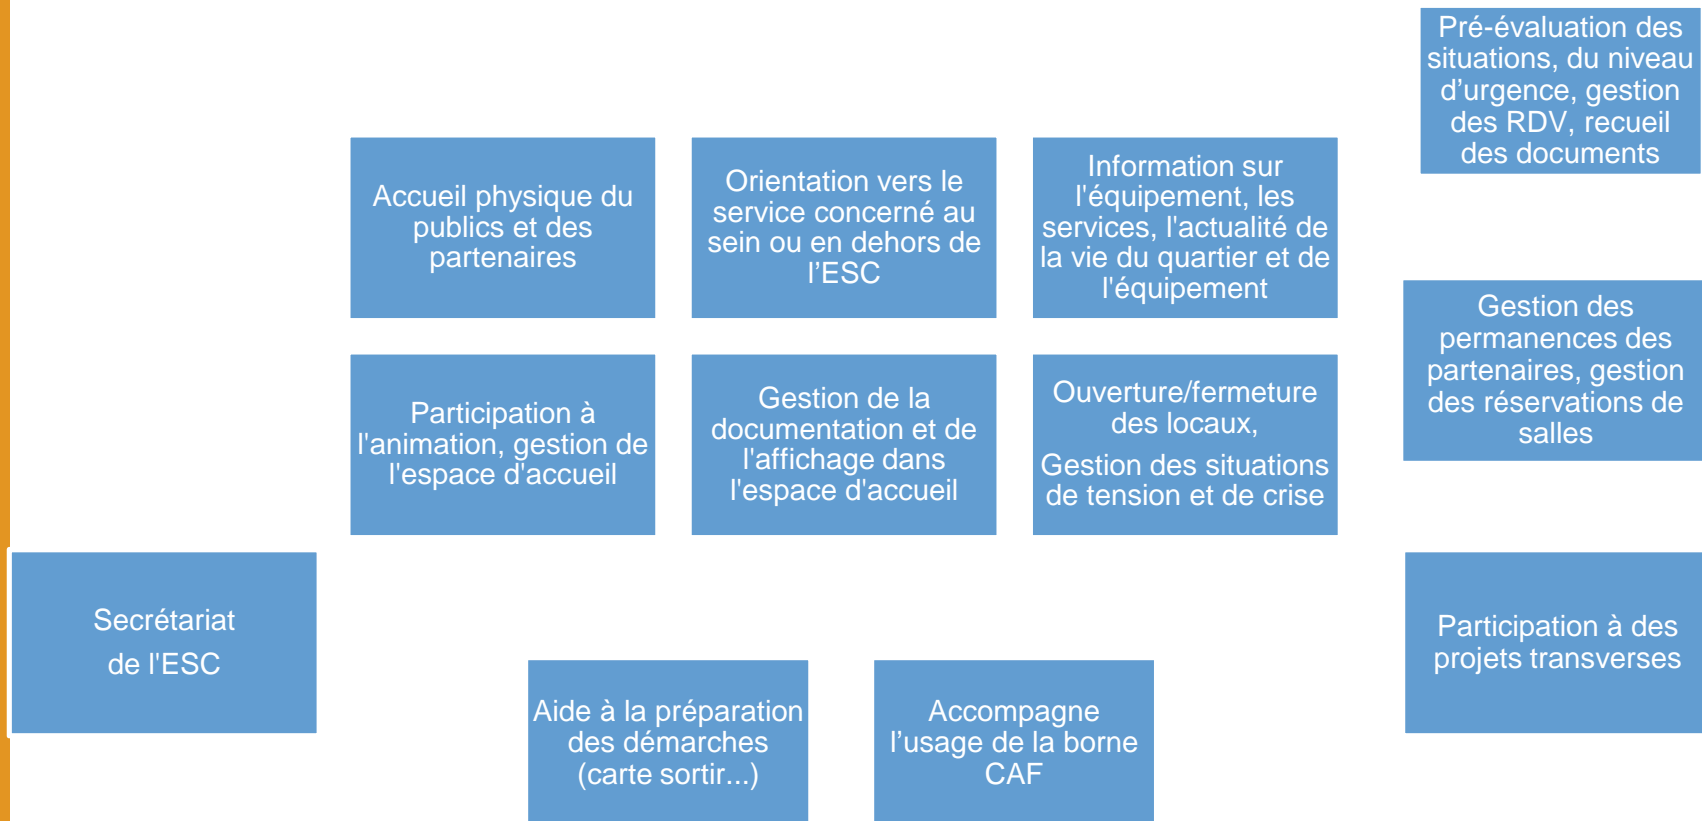 Pré-évaluation des
situations, du niveau
d’urgence, gestion
des RDV, recueil
des documents
Accueil physique du
publics et des
partenaires
Orientation vers le
service concerné au
sein ou en dehors de
l’ESC
Information sur
l'équipement, les
services, l'actualité de
la vie du quartier et de
l'équipement
Gestion des
permanences des
partenaires, gestion
des réservations de
salles
Participation à
l'animation, gestion de
l'espace d'accueil
Gestion de la
documentation et de
l'affichage dans
l'espace d'accueil
Ouverture/fermeture
des locaux,
Gestion des situations
de tension et de crise
Secrétariat
de l'ESC
Participation à des
projets transverses
Aide à la préparation
des démarches
(carte sortir...)
Accompagne
l’usage de la borne
CAF